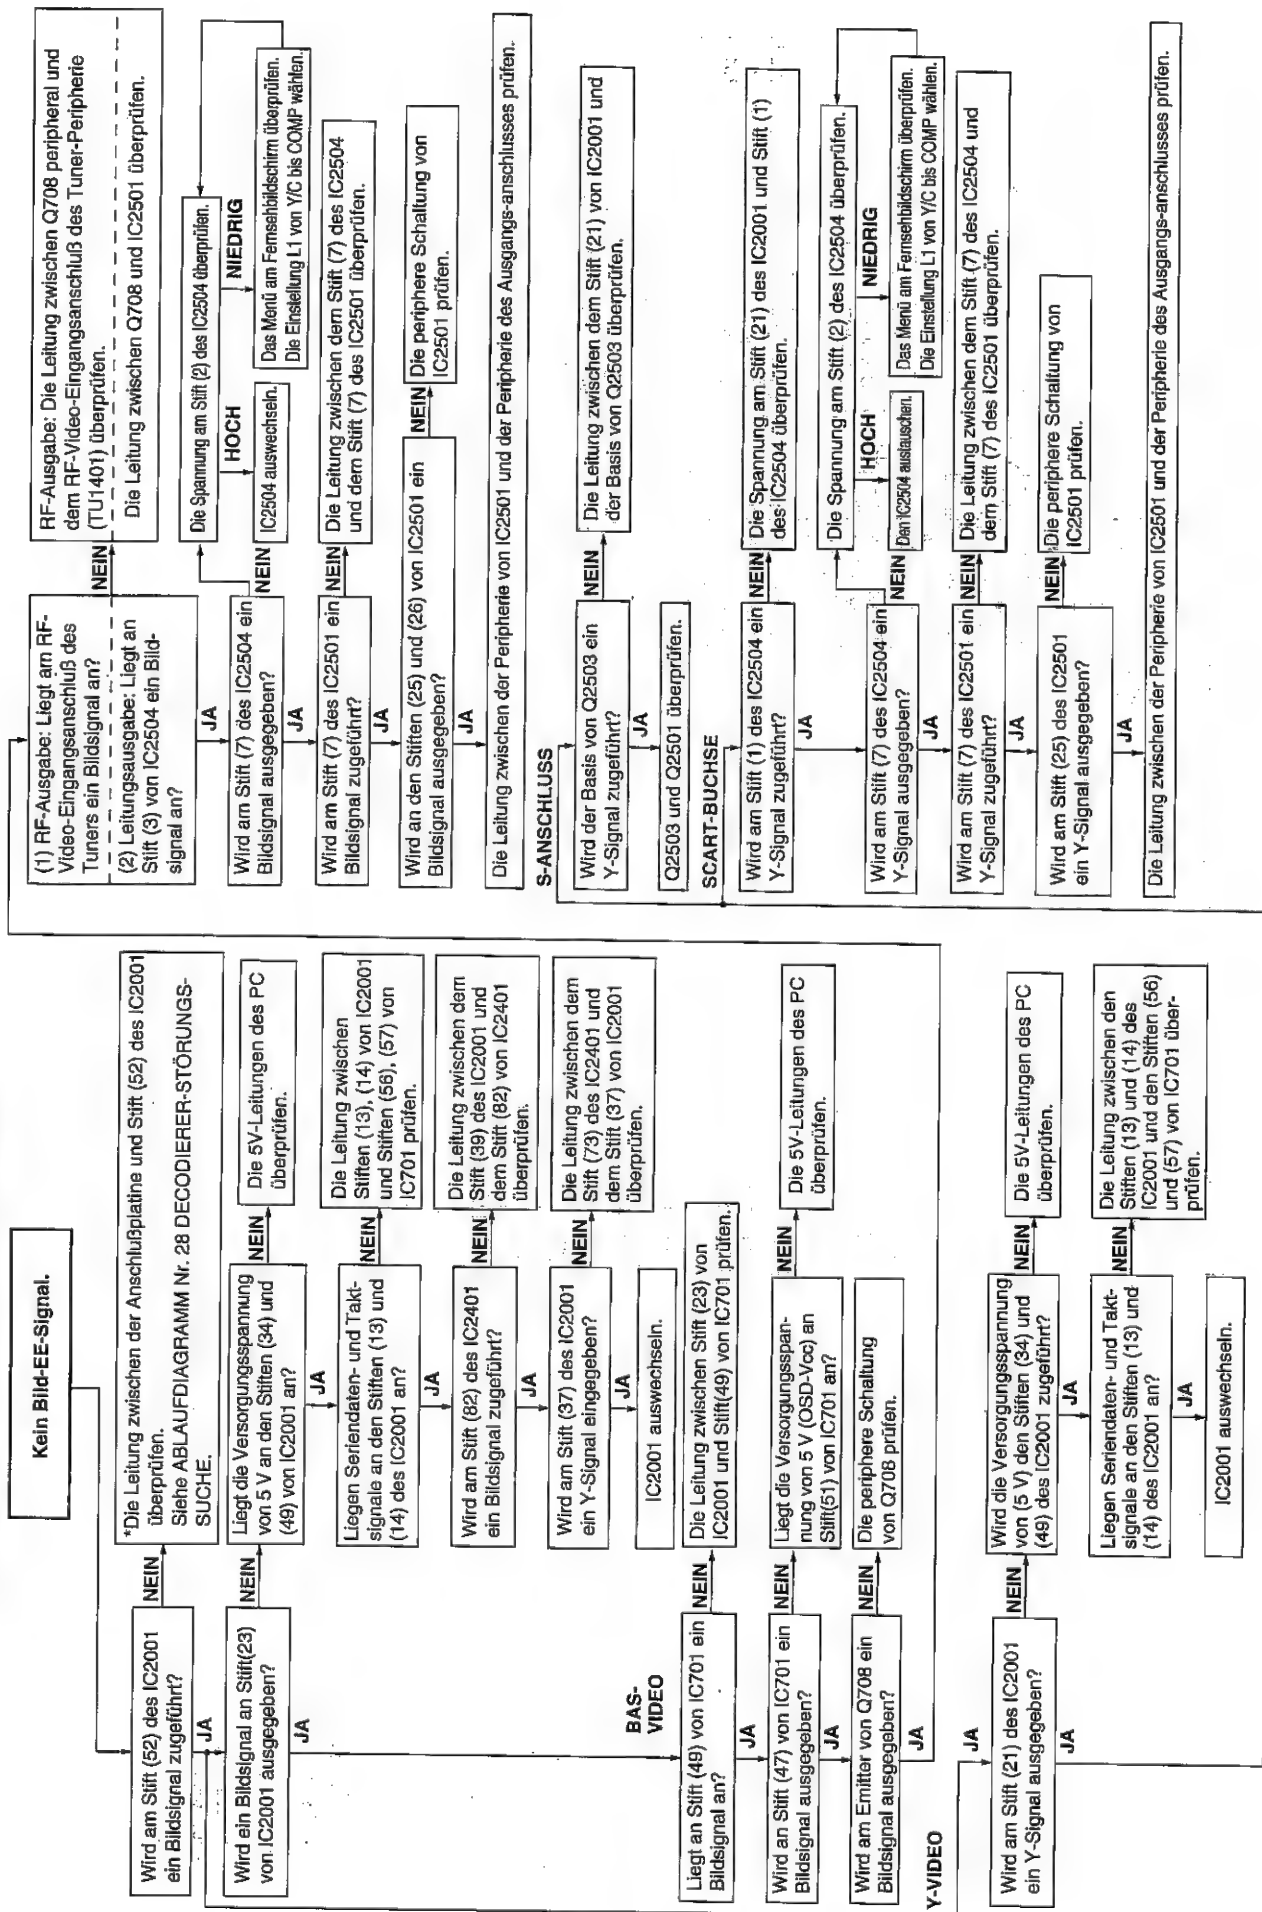 Kein Bild-EE-Signal.
Wird am Stift (52) des IC2001
ein Bildsignal zugeführt?
NEIN
*Die Leitung zwischen der Anschlußplatine und Stift (52) des IC2001
überprüfen.
Siehe ABLAUFDIAGRAMM Nr. 28 DECODIERER-STÖRUNGS-
SUCHE.
JA
Wird ein Bildsignal an Stift(23)
von IC2001 ausgegeben?
NEIN
Liegt die Versorgungsspannung
von 5 V an den Stiften (34) und
(49) von IC2001 an?
NEIN
Die 5V-Leitungen des PC
überprüfen.
JA
Liegen Seriendaten- und Takt-
signale an den Stiften (13) und
(14) des IC2001 an?
NEIN
Die Leitung zwischen
Stiften (13), (14) von IC2001
und Stiften (56), (57) von
IC701 prüfen.
JA
Wird am Stift (82) des IC2401
ein Bildsignal zugeführt?
NEIN
Die Leitung zwischen dem
Stift (39) des IC2001 und
dem Stift (82) von IC2401
überprüfen.
JA
Wird am Stift (37) des IC2001
ein Y-Signal eingegeben?
NEIN
Die Leitung zwischen dem
Stift (73) des IC2401 und
dem Stift (37) von IC2001
überprüfen.
JA
IC2001 auswechseln.
JA
BAS-
VIDEO
Liegt an Stift (49) von IC701 ein
Bildsignal an?
NEIN
Die Leitung zwischen Stift (23) von
IC2001 und Stift(49) von IC701 prüfen.
JA
Wird an Stift (47) von IC701 ein
Bildsignal ausgegeben?
NEIN
Liegt die Versorgungsspan-
nung von 5 V (OSD-Vcc) an
Stift(51) von IC701 an?
NEIN
Die 5V-Leitungen des PC
überprüfen.
JA
Wird am Emitter von Q708 ein
Bildsignal ausgegeben?
NEIN
Die periphere Schaltung
von Q708 prüfen.
JA
Y-VIDEO
JA
Wird am Stift (21) des IC2001
ein Y-Signal ausgegeben?
NEIN
Wird die Versorgungsspannung
von (5 V) den Stiften (34) und
(49) des IC2001 zugeführt?
NEIN
Die 5V-Leitungen des PC
überprüfen.
JA
Liegen Seriendaten- und Takt-
signale an den Stiften (13) und
(14) des IC2001 an?
NEIN
Die Leitung zwischen den
Stiften (13) und (14) des
IC2001 und den Stiften (56)
und (57) von IC701 über-
prüfen.
JA
IC2001 auswechseln.
JA
(1) RF-Ausgabe: Liegt am RF-
Video-Eingangsanschluß des
Tuners ein Bildsignal an?
(2) Leitungsausgabe: Liegt an
Stift (3) von IC2504 ein Bild-
signal an?
NEIN
RF-Ausgabe: Die Leitung zwischen Q708 peripheral und
dem RF-Video-Eingangsanschluß des Tuner-Peripherie
(TU1401) überprüfen.
Die Leitung zwischen Q708 und IC2501 überprüfen.
JA
Wird am Stift (7) des IC2504 ein
Bildsignal ausgegeben?
NEIN
Die Spannung am Stift (2) des IC2504 überprüfen.
HOCH
NIEDRIG
IC2504 auswechseln.
Das Menü am Fernsehbildschirm überprüfen.
Die Einstellung L1 von Y/C bis COMP wählen.
JA
Wird am Stift (7) des IC2501 ein
Bildsignal zugeführt?
NEIN
Die Leitung zwischen dem Stift (7) des IC2504
und dem Stift (7) des IC2501 überprüfen.
JA
Wird an den Stiften (25) und (26) von IC2501 ein
Bildsignal ausgegeben?
NEIN
Die periphere Schaltung von
IC2501 prüfen.
JA
Die Leitung zwischen der Peripherie von IC2501 und der Peripherie des Ausgangs-anschlusses prüfen.
S-ANSCHLUSS
Wird der Basis von Q2503 ein
Y-Signal zugeführt?
NEIN
Die Leitung zwischen dem Stift (21) von IC2001 und
der Basis von Q2503 überprüfen.
JA
Q2503 und Q2501 überprüfen.
SCART-BUCHSE
Wird am Stift (1) des IC2504 ein
Y-Signal zugeführt?
NEIN
Die Spannung am Stift (21) des IC2001 und Stift (1)
des IC2504 überprüfen.
JA
Wird am Stift (7) des IC2504 ein
Y-Signal ausgegeben?
NEIN
Die Spannung am Stift (2) des IC2504 überprüfen.
HOCH
NIEDRIG
Den IC2504 austauschen.
Das Menü am Fernsehbildschirm überprüfen.
Die Einstellung L1 von Y/C bis COMP wählen.
JA
Wird am Stift (7) des IC2501 ein
Y-Signal zugeführt?
NEIN
Die Leitung zwischen dem Stift (7) des IC2504 und
dem Stift (7) des IC2501 überprüfen.
JA
Wird am Stift (25) des IC2501
ein Y-Signal ausgegeben?
NEIN
Die periphere Schaltung von
IC2501 prüfen.
JA
Die Leitung zwischen der Peripherie von IC2501 und der Peripherie des Ausgangs-anschlusses prüfen.